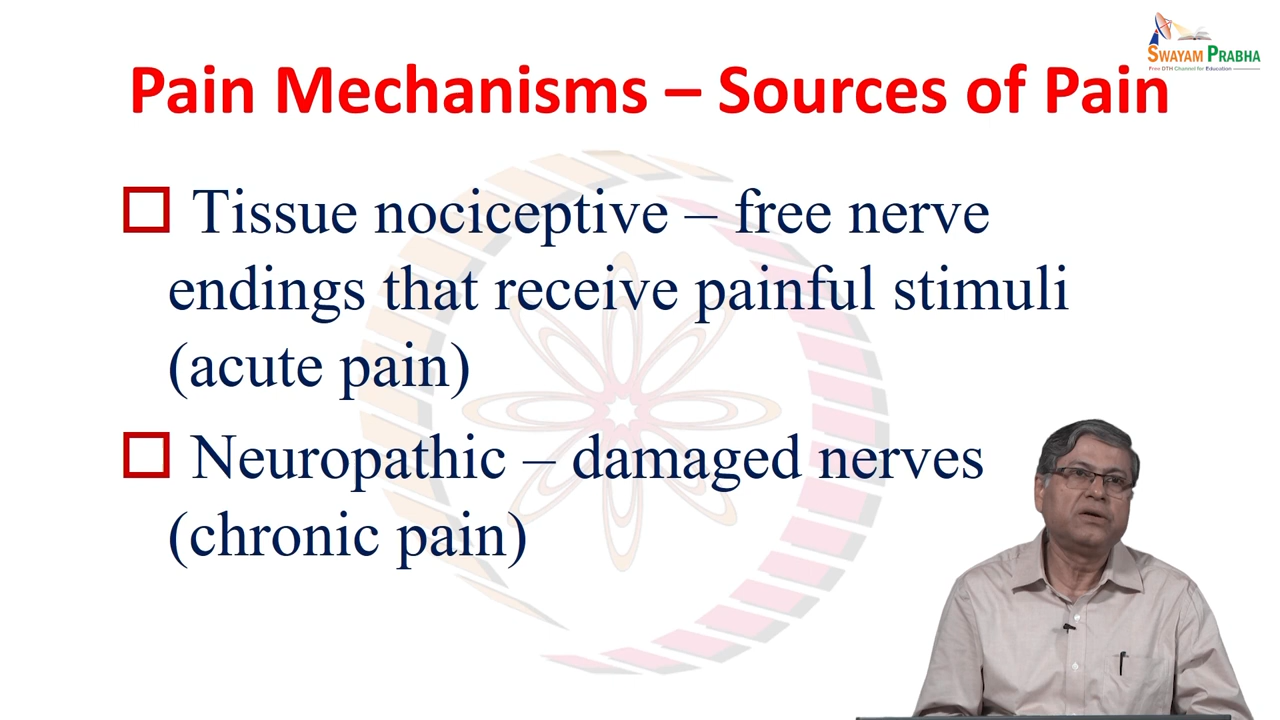 SWAYAM PRABHA
Free DTH Channel for Education
Pain Mechanisms – Sources of Pain
Tissue nociceptive – free nerve
endings that receive painful stimuli
(acute pain)
Neuropathic – damaged nerves
(chronic pain)